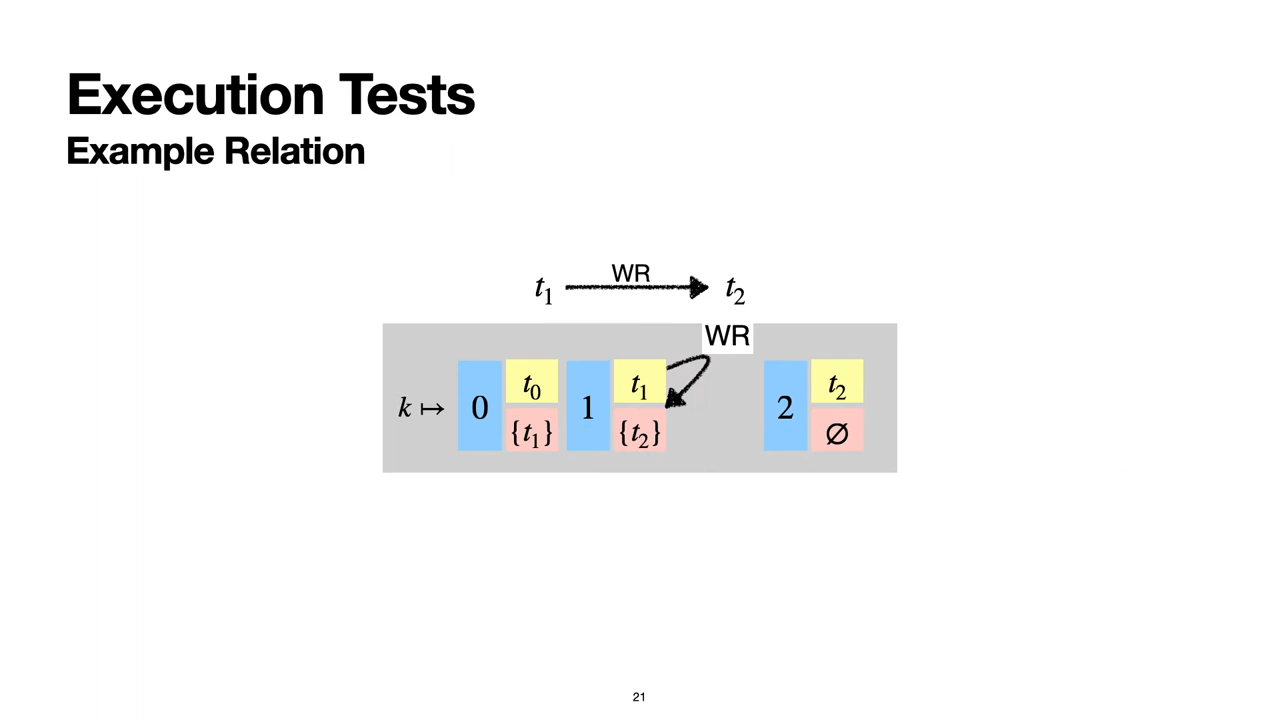 Execution Tests
Example Relation
WR
t₁ t₂
WR
k ↦ 0 t₀ {t₁} 1 t₁ {t₂} 2 t₂ ∅
21